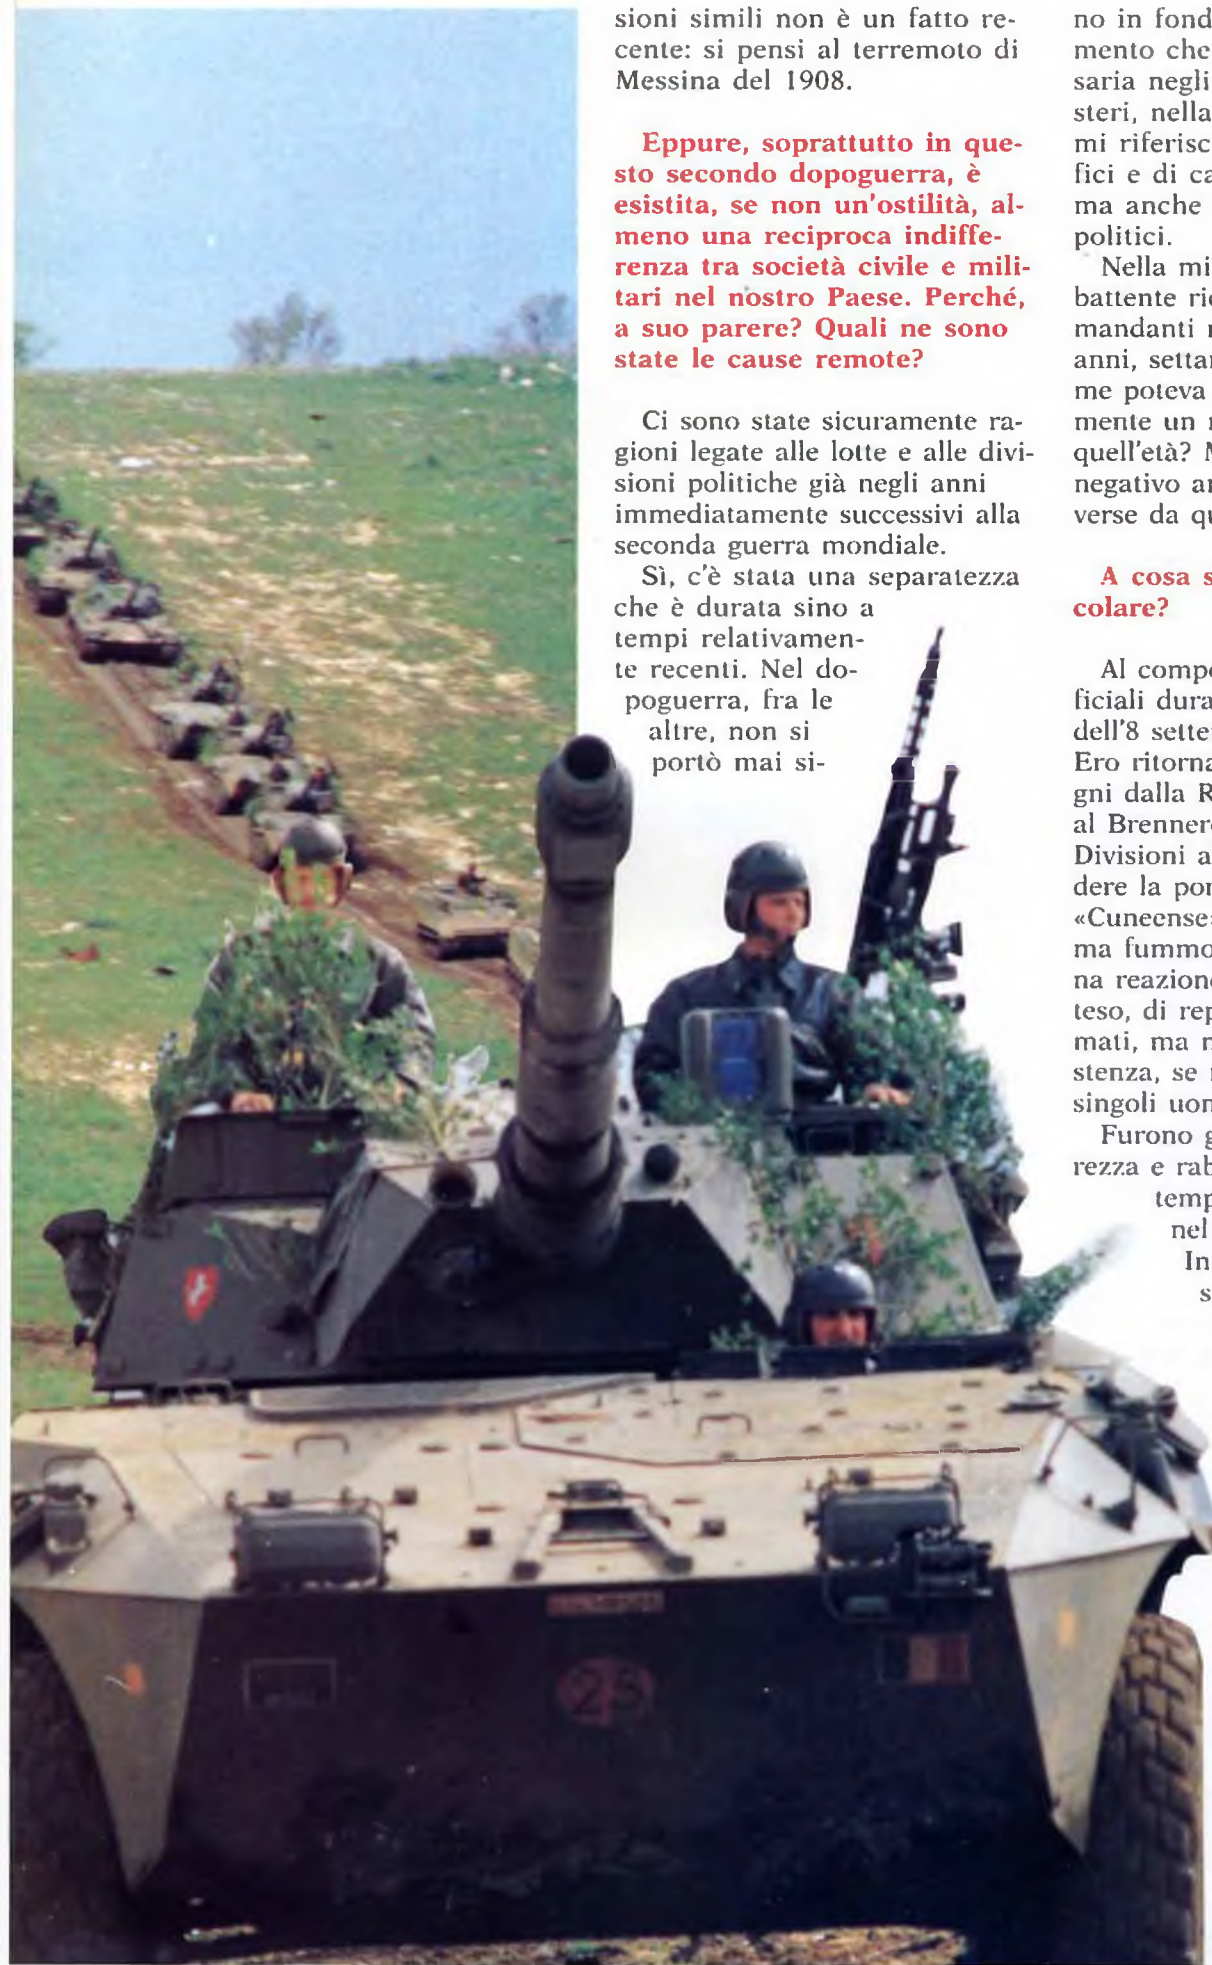 sioni simili non è un fatto re-
cente: si pensi al terremoto di
Messina del 1908.
Eppure, soprattutto in que-
sto secondo dopoguerra, è
esistita, se non un'ostilità, al-
meno una reciproca indiffe-
renza tra società civile e mili-
tari nel nostro Paese. Perché,
a suo parere? Quali ne sono
state le cause remote?
Ci sono state sicuramente ra-
gioni legate alle lotte e alle divi-
sioni politiche già negli anni
immediatamente successivi alla
seconda guerra mondiale.
Sì, c'è stata una separatezza
che è durata sino a
tempi relativamen-
te recenti. Nel do-
poguerra, fra le
altre, non si
portò mai si-
no in fond
mento che
saria negli
steri, nella
mi riferisc
fici e di ca
ma anche
politici.
Nella mi
battente ri
mandanti
anni, settar
me poteva
mente un
quell'età?
negativo a
verse da qu
A cosa s
colare?
Al comp
ficiali dura
dell'8 sette
Ero ritorna
gni dalla R
al Brenner
Divisioni a
dere la por
«Cuneense
ma fummo
na reazion
teso, di rep
mati, ma
stenza, se
singoli uon
Furono g
rezza e rab
temp
nel
In
s